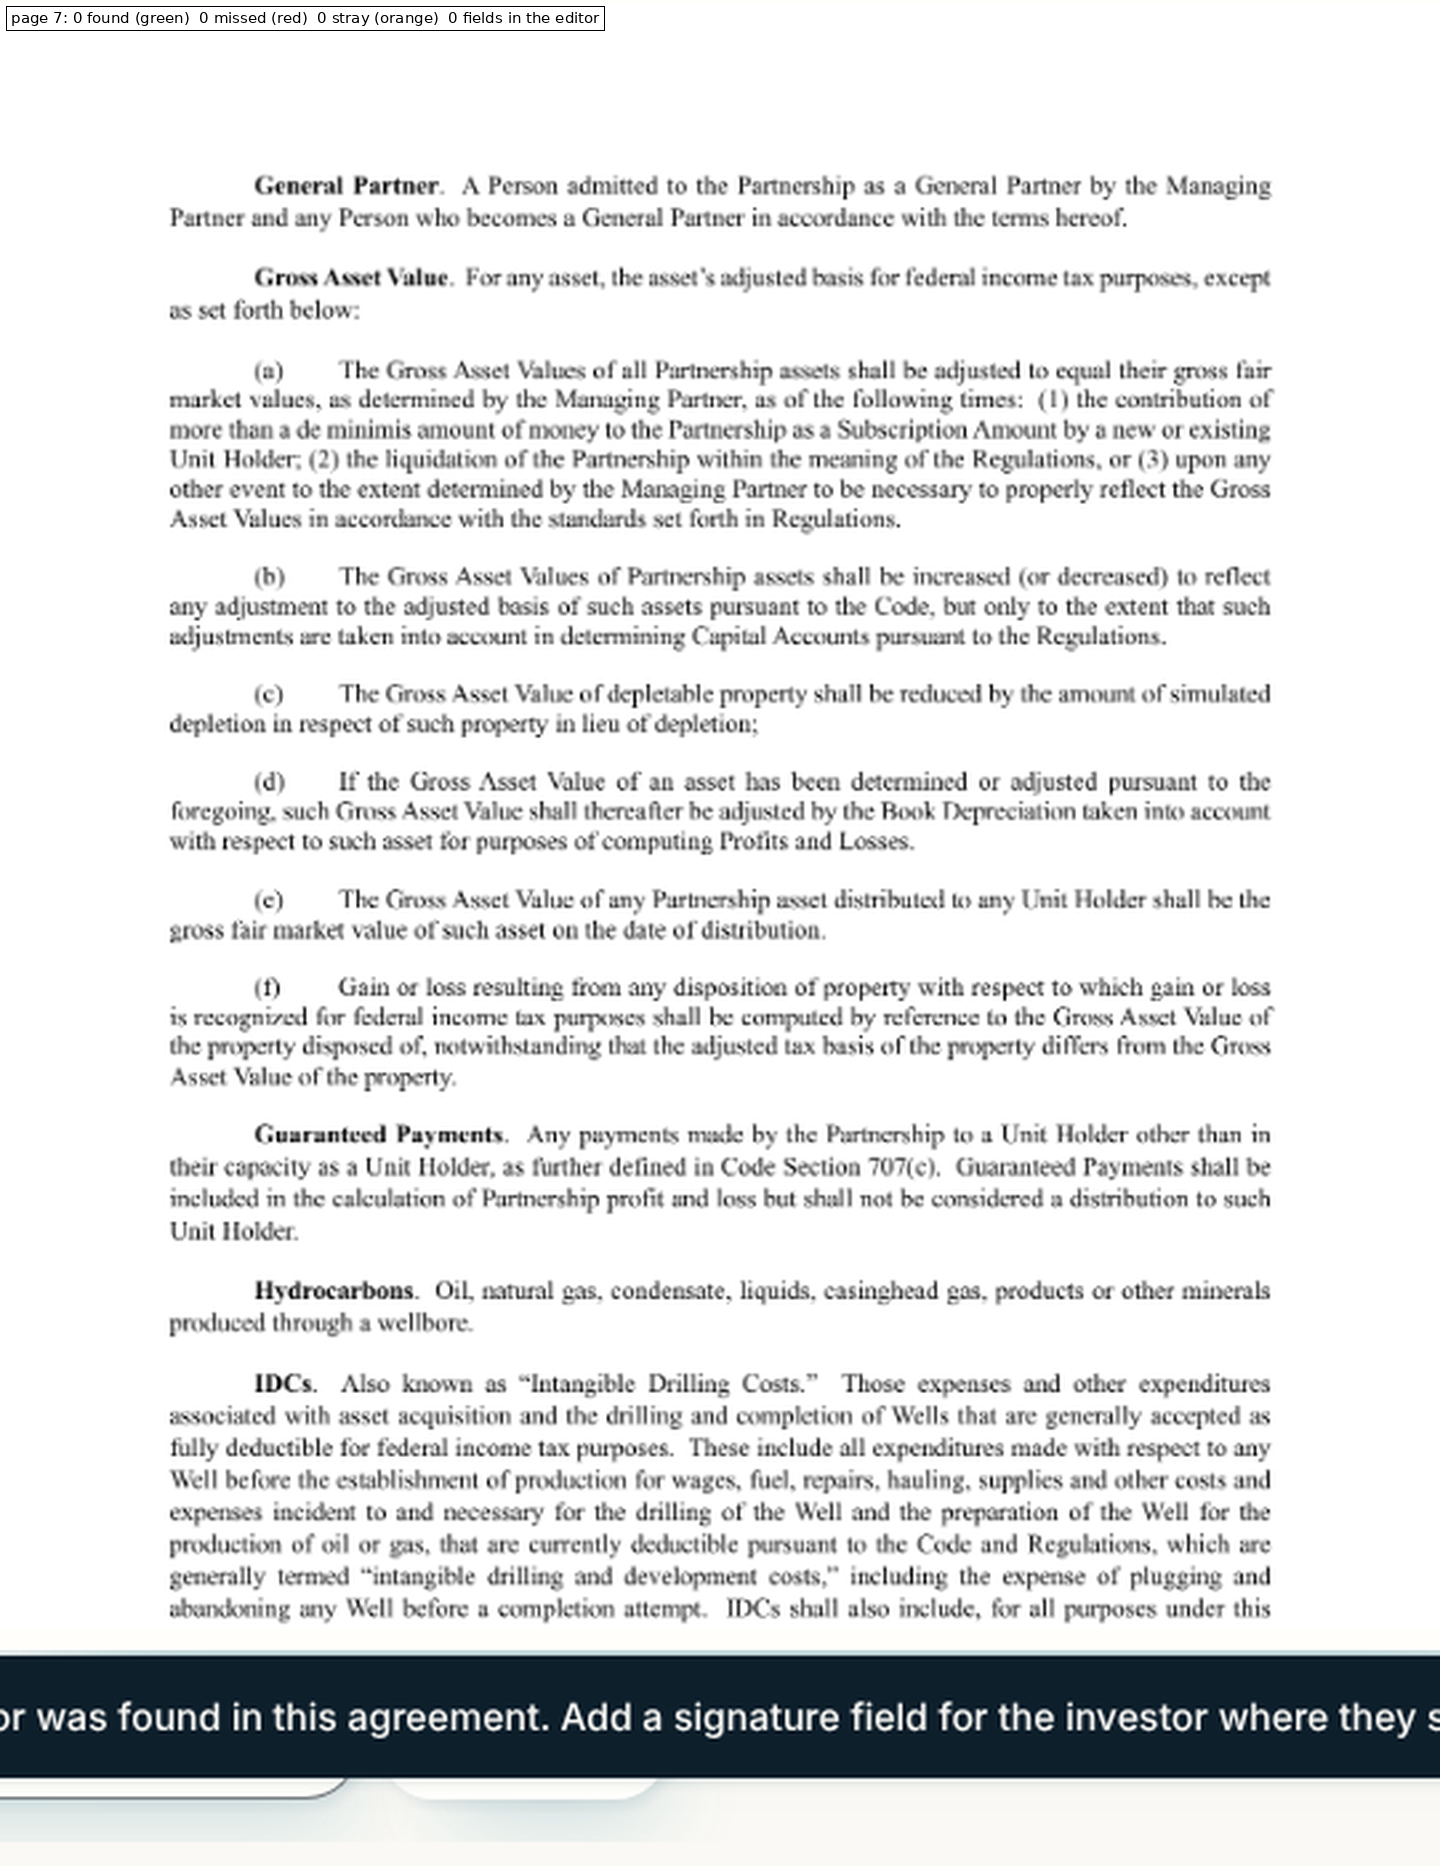 page 7: 0 found (green)  0 missed (red)  0 stray (orange)  0 fields in the editor
General Partner.  A Person admitted to the Partnership as a General Partner by the Managing
Partner and any Person who becomes a General Partner in accordance with the terms hereof.
Gross Asset Value.  For any asset, the asset’s adjusted basis for federal income tax purposes, except
as set forth below:
(a) The Gross Asset Values of all Partnership assets shall be adjusted to equal their gross fair
market values, as determined by the Managing Partner, as of the following times:  (1) the contribution of
more than a de minimis amount of money to the Partnership as a Subscription Amount by a new or existing
Unit Holder; (2) the liquidation of the Partnership within the meaning of the Regulations, or (3) upon any
other event to the extent determined by the Managing Partner to be necessary to properly reflect the Gross
Asset Values in accordance with the standards set forth in Regulations.
(b) The Gross Asset Values of Partnership assets shall be increased (or decreased) to reflect
any adjustment to the adjusted basis of such assets pursuant to the Code, but only to the extent that such
adjustments are taken into account in determining Capital Accounts pursuant to the Regulations.
(c) The Gross Asset Value of depletable property shall be reduced by the amount of simulated
depletion in respect of such property in lieu of depletion;
(d) If the Gross Asset Value of an asset has been determined or adjusted pursuant to the
foregoing, such Gross Asset Value shall thereafter be adjusted by the Book Depreciation taken into account
with respect to such asset for purposes of computing Profits and Losses.
(e) The Gross Asset Value of any Partnership asset distributed to any Unit Holder shall be the
gross fair market value of such asset on the date of distribution.
(f) Gain or loss resulting from any disposition of property with respect to which gain or loss
is recognized for federal income tax purposes shall be computed by reference to the Gross Asset Value of
the property disposed of, notwithstanding that the adjusted tax basis of the property differs from the Gross
Asset Value of the property.
Guaranteed Payments.  Any payments made by the Partnership to a Unit Holder other than in
their capacity as a Unit Holder, as further defined in Code Section 707(c).  Guaranteed Payments shall be
included in the calculation of Partnership profit and loss but shall not be considered a distribution to such
Unit Holder.
Hydrocarbons.  Oil, natural gas, condensate, liquids, casinghead gas, products or other minerals
produced through a wellbore.
IDCs.  Also known as “Intangible Drilling Costs.”  Those expenses and other expenditures
associated with asset acquisition and the drilling and completion of Wells that are generally accepted as
fully deductible for federal income tax purposes.  These include all expenditures made with respect to any
Well before the establishment of production for wages, fuel, repairs, hauling, supplies and other costs and
expenses incident to and necessary for the drilling of the Well and the preparation of the Well for the
production of oil or gas, that are currently deductible pursuant to the Code and Regulations, which are
generally termed “intangible drilling and development costs,” including the expense of plugging and
abandoning any Well before a completion attempt.  IDCs shall also include, for all purposes under this
or was found in this agreement. Add a signature field for the investor where they s